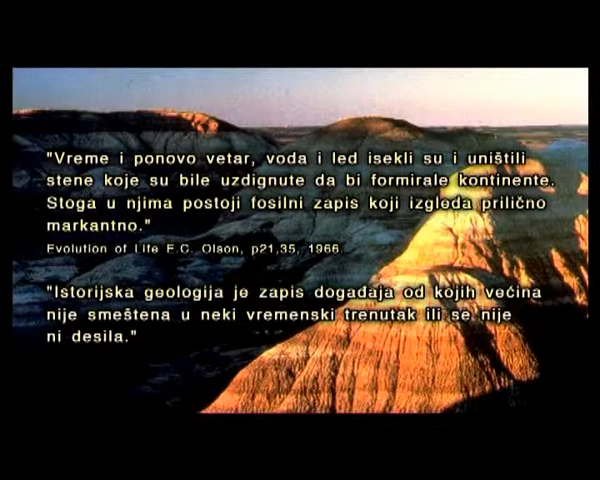 "Vreme i ponovo vetar, voda i led isekli su i uništili
stene koje su bile uzdignute da bi formirale kontinente.
Stoga u njima postoji fosilni zapis koji izgleda prilično
markantno."
Evolution of Life E.C. Olson, p21,35, 1966.
"Istorijska geologija je zapis događaja od kojih većina
nije smeštena u neki vremenski trenutak ili se nije
ni desila."